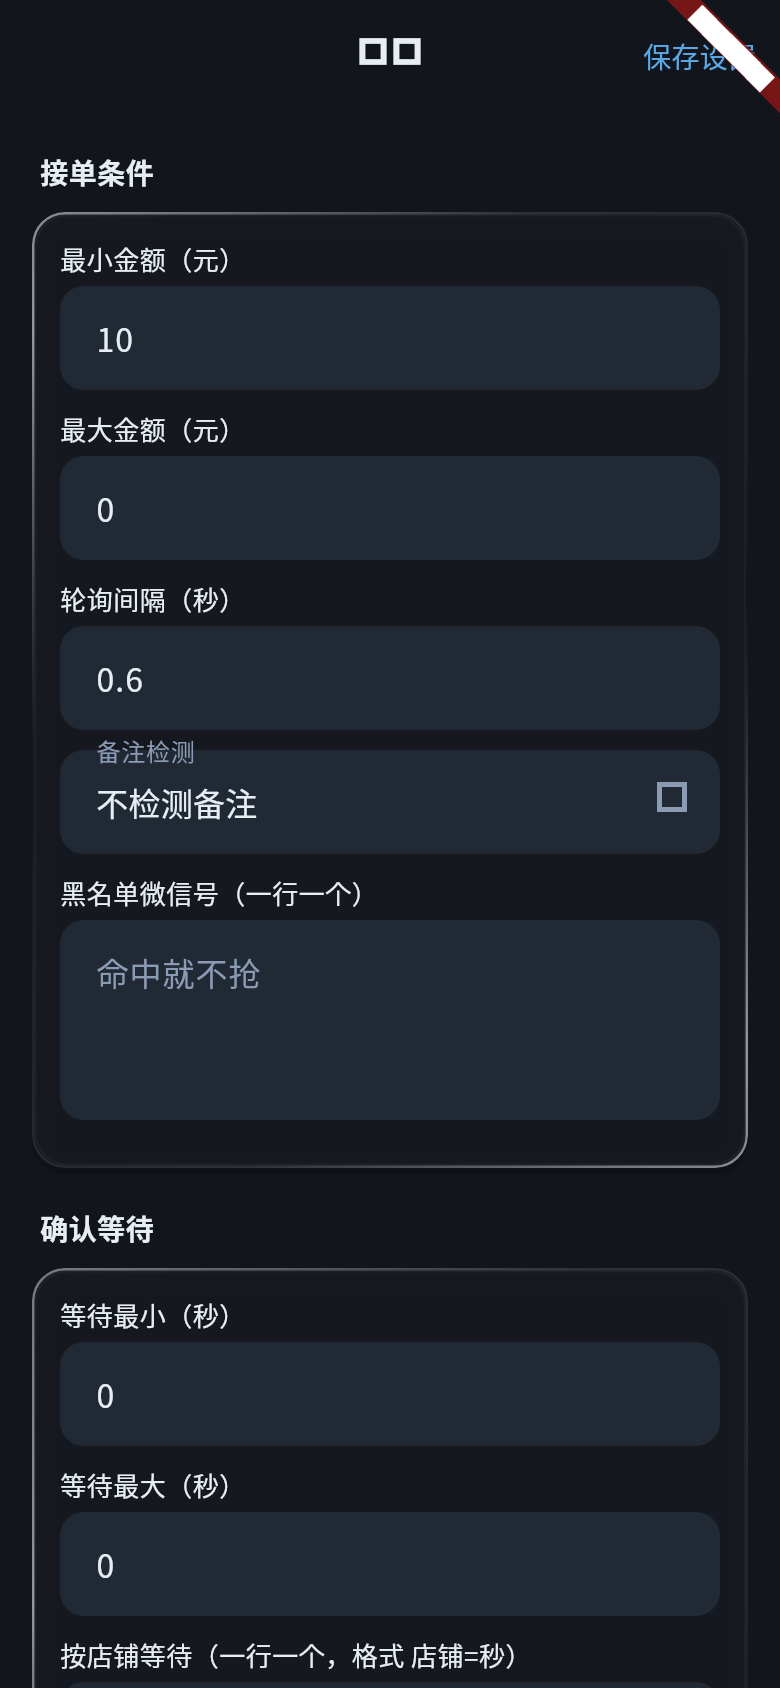 保存设
接单条件
最小金额（元）
10
最大金额（元）
0
轮询间隔（秒）
0.6
备注检测
不检测备注
黑名单微信号（一行一个）
命中就不抢
确认等待
等待最小（秒）
0
等待最大（秒）
0
按店铺等待（一行一个，格式 店铺=秒）